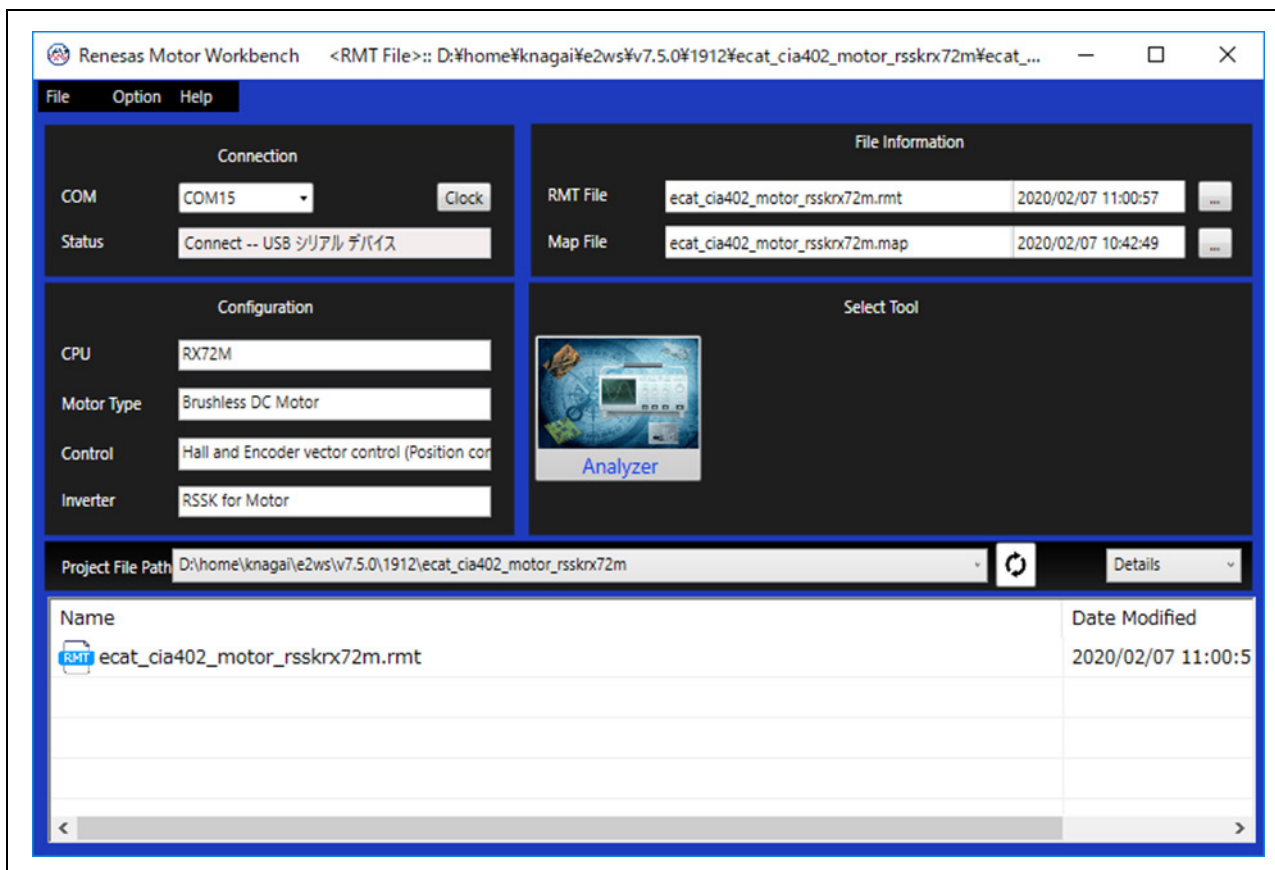 Renesas Motor Workbench <RMT File>:: D:¥home¥knagai¥e2ws¥v7.5.0¥1912¥ecat_cia402_motor_rsskrx72m¥ecat_...
File Option Help
Connection
COM COM15 Clock
Status Connect -- USB シリアル デバイス
File Information
RMT File ecat_cia402_motor_rsskrx72m.rmt 2020/02/07 11:00:57 ...
Map File ecat_cia402_motor_rsskrx72m.map 2020/02/07 10:42:49 ...
Configuration
CPU RX72M
Motor Type Brushless DC Motor
Control Hall and Encoder vector control (Position cor
Inverter RSSK for Motor
Select Tool
Analyzer
Project File Path D:\home\knagai\e2ws\v7.5.0\1912\ecat_cia402_motor_rsskrx72m Details
Name Date Modified
RMT ecat_cia402_motor_rsskrx72m.rmt 2020/02/07 11:00:5